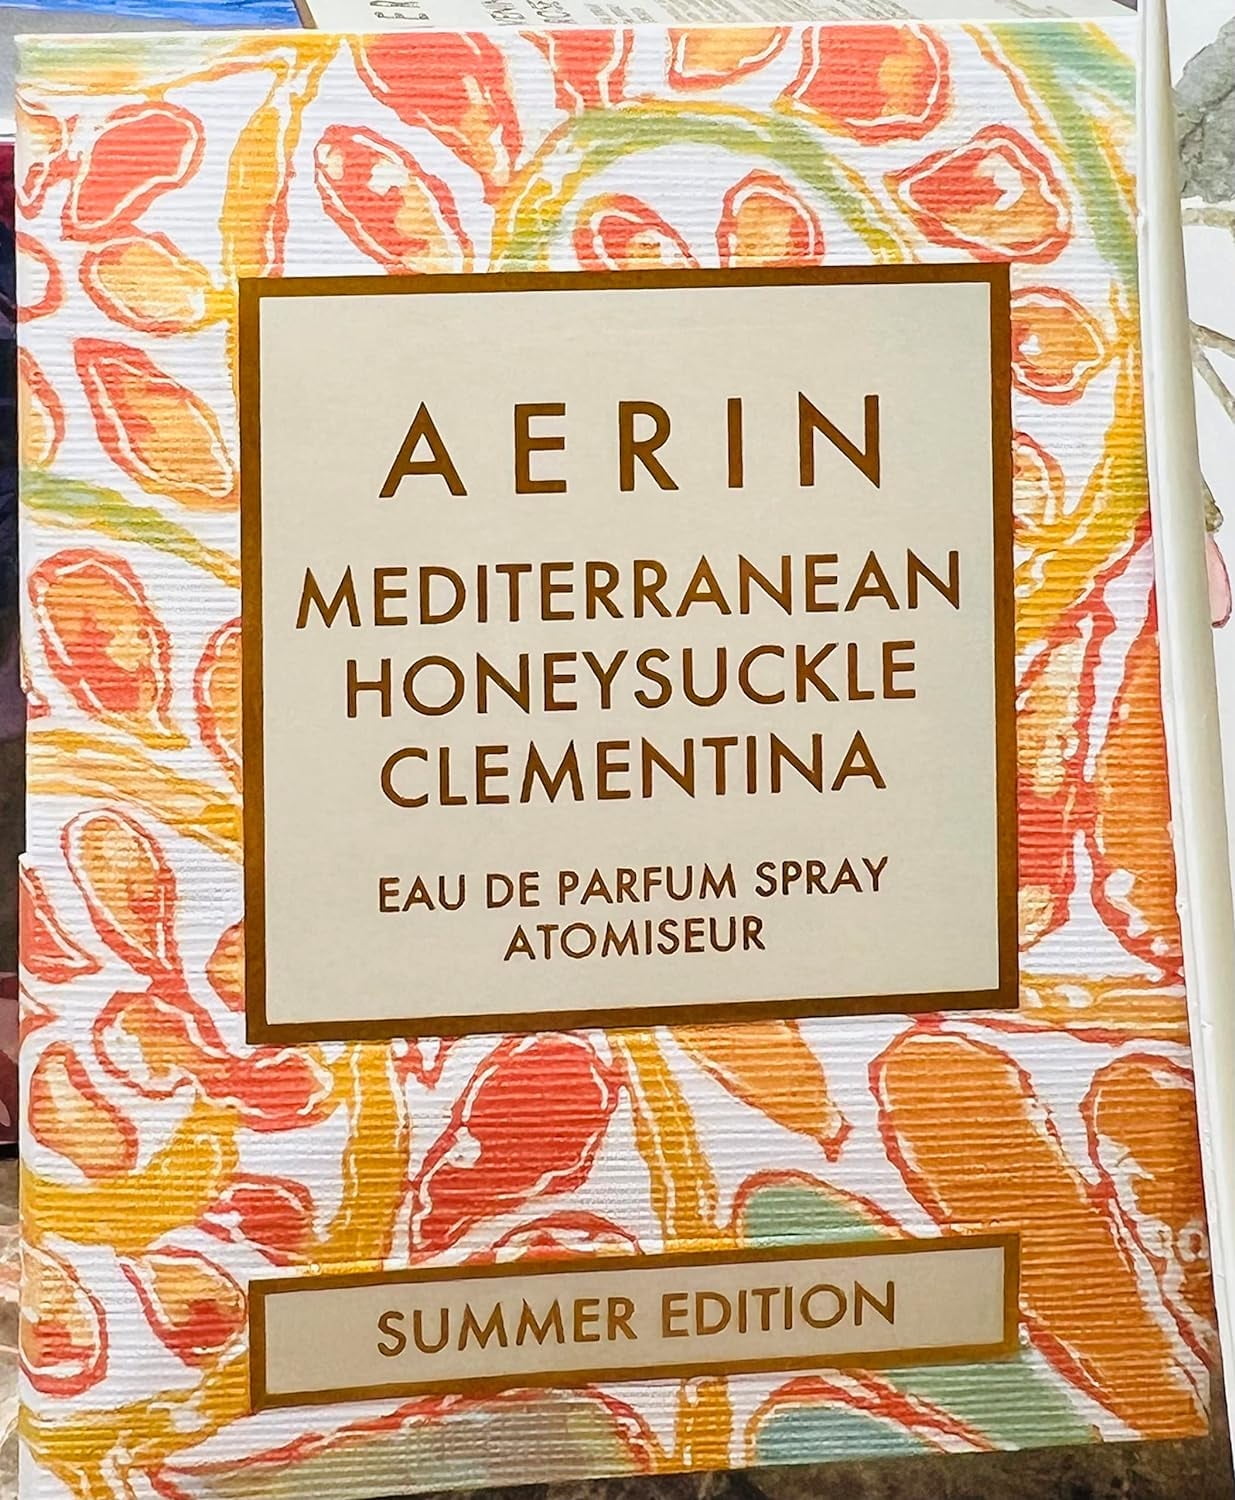 AERIN
MEDITERRANEAN
HONEYSUCKLE
CLEMENTINA
EAU DE PARFUM SPRAY
ATOMISEUR
SUMMER EDITION